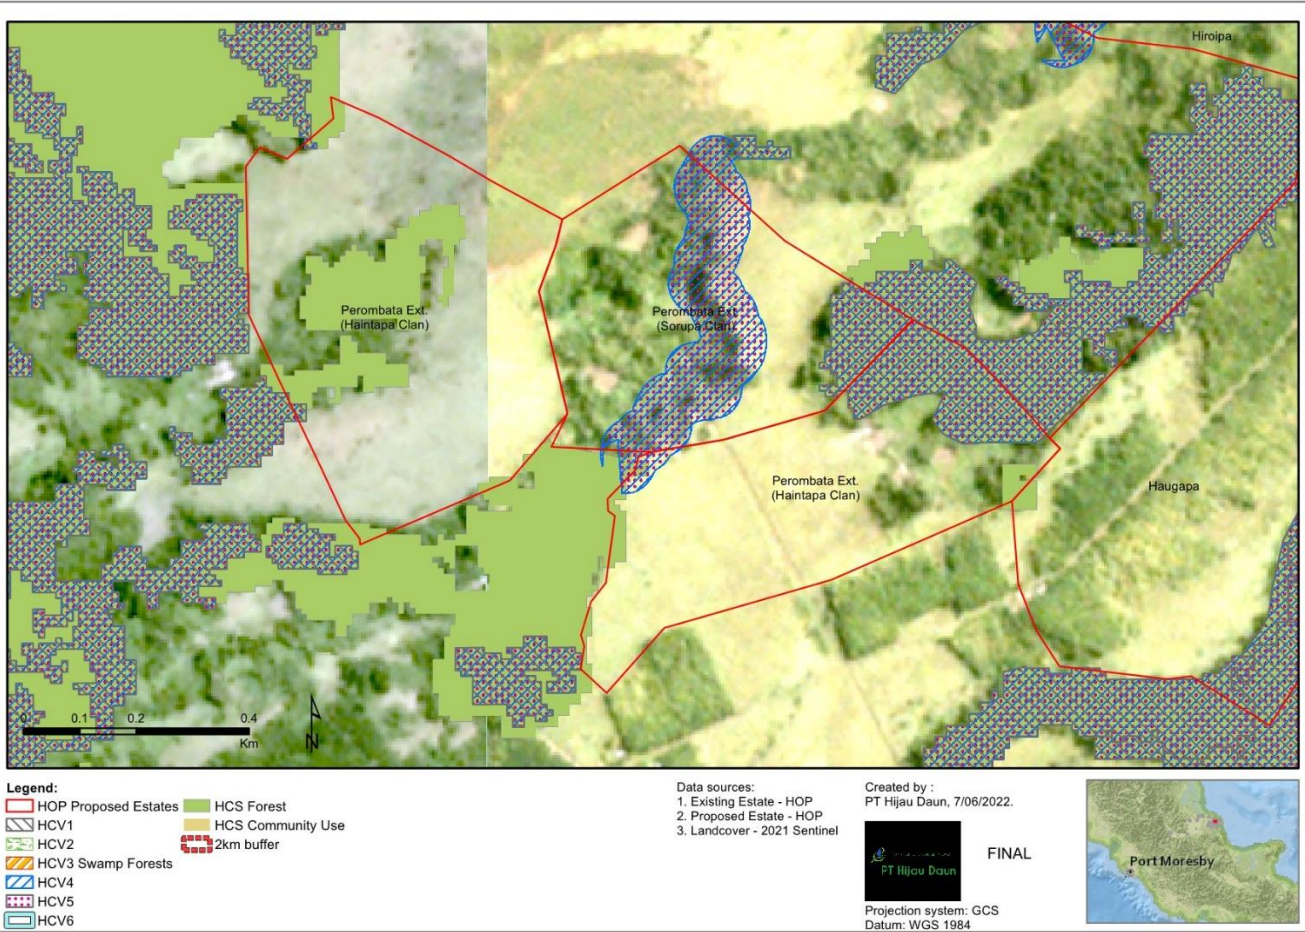 Hiroipa
Perombata Ext.
(Haintapa Clan)
Perombata Ext.
(Sorupa Clan)
Perombata Ext.
(Haintapa Clan)
Haugapa
0 0.1 0.2 0.4
Km
N
Legend:
HOP Proposed Estates
HCV1
HCV2
HCV3 Swamp Forests
HCV4
HCV5
HCV6
HCS Forest
HCS Community Use
2km buffer
Data sources:
1. Existing Estate - HOP
2. Proposed Estate - HOP
3. Landcover - 2021 Sentinel
Created by :
PT Hijau Daun, 7/06/2022.
PT Hijau Daun
FINAL
Projection system: GCS
Datum: WGS 1984
Port Moresby